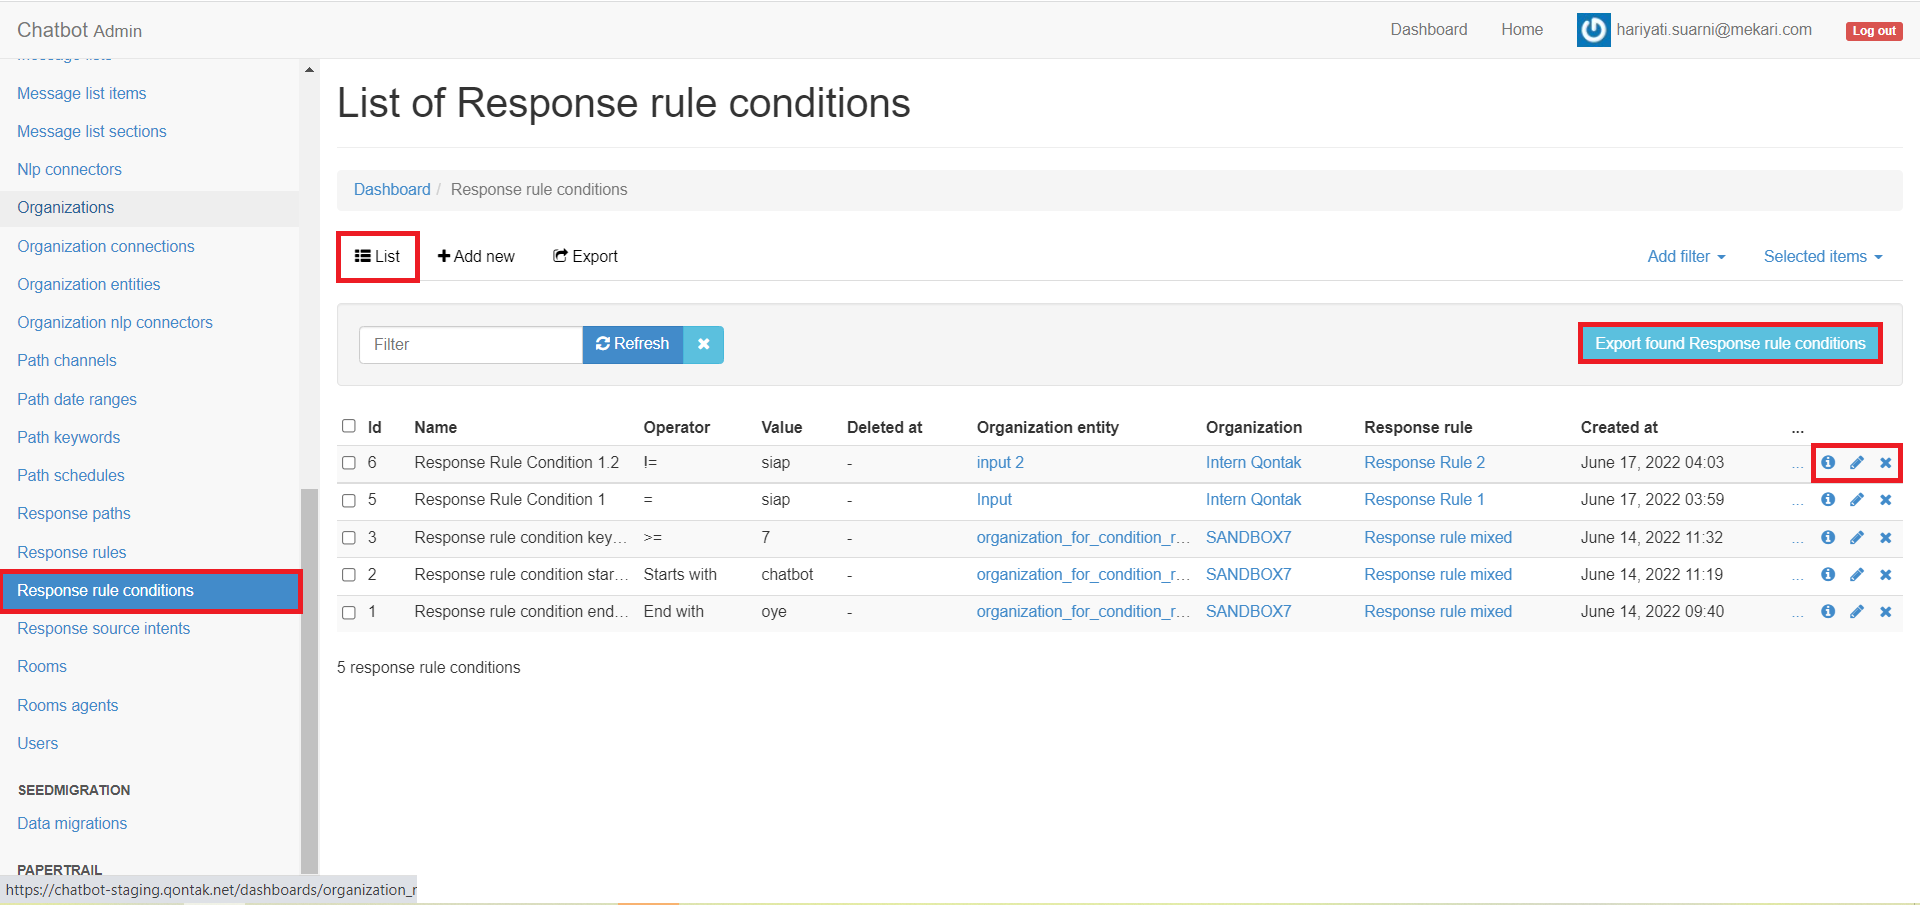 Chatbot Admin
Dashboard
Home
hariyati.suarni@mekari.com
Log out
Message lists
Message list items
Message list sections
Nlp connectors
Organizations
Organization connections
Organization entities
Organization nlp connectors
Path channels
Path date ranges
Path keywords
Path schedules
Response paths
Response rules
Response rule conditions
Response source intents
Rooms
Rooms agents
Users
SEEDMIGRATION
Data migrations
PAPERTRAIL
https://chatbot-staging.qontak.net/dashboards/organization_r
List of Response rule conditions
Dashboard / Response rule conditions
List
Add new
Export
Add filter
Selected items
Filter
Refresh
Export found Response rule conditions
Id Name Operator Value Deleted at Organization entity Organization Response rule Created at ...
6 Response Rule Condition 1.2 != siap - input 2 Intern Qontak Response Rule 2 June 17, 2022 04:03 ...
5 Response Rule Condition 1 = siap - Input Intern Qontak Response Rule 1 June 17, 2022 03:59 ...
3 Response rule condition key... >= 7 - organization_for_condition_r... SANDBOX7 Response rule mixed June 14, 2022 11:32 ...
2 Response rule condition star... Starts with chatbot - organization_for_condition_r... SANDBOX7 Response rule mixed June 14, 2022 11:19 ...
1 Response rule condition end... End with oye - organization_for_condition_r... SANDBOX7 Response rule mixed June 14, 2022 09:40 ...
5 response rule conditions